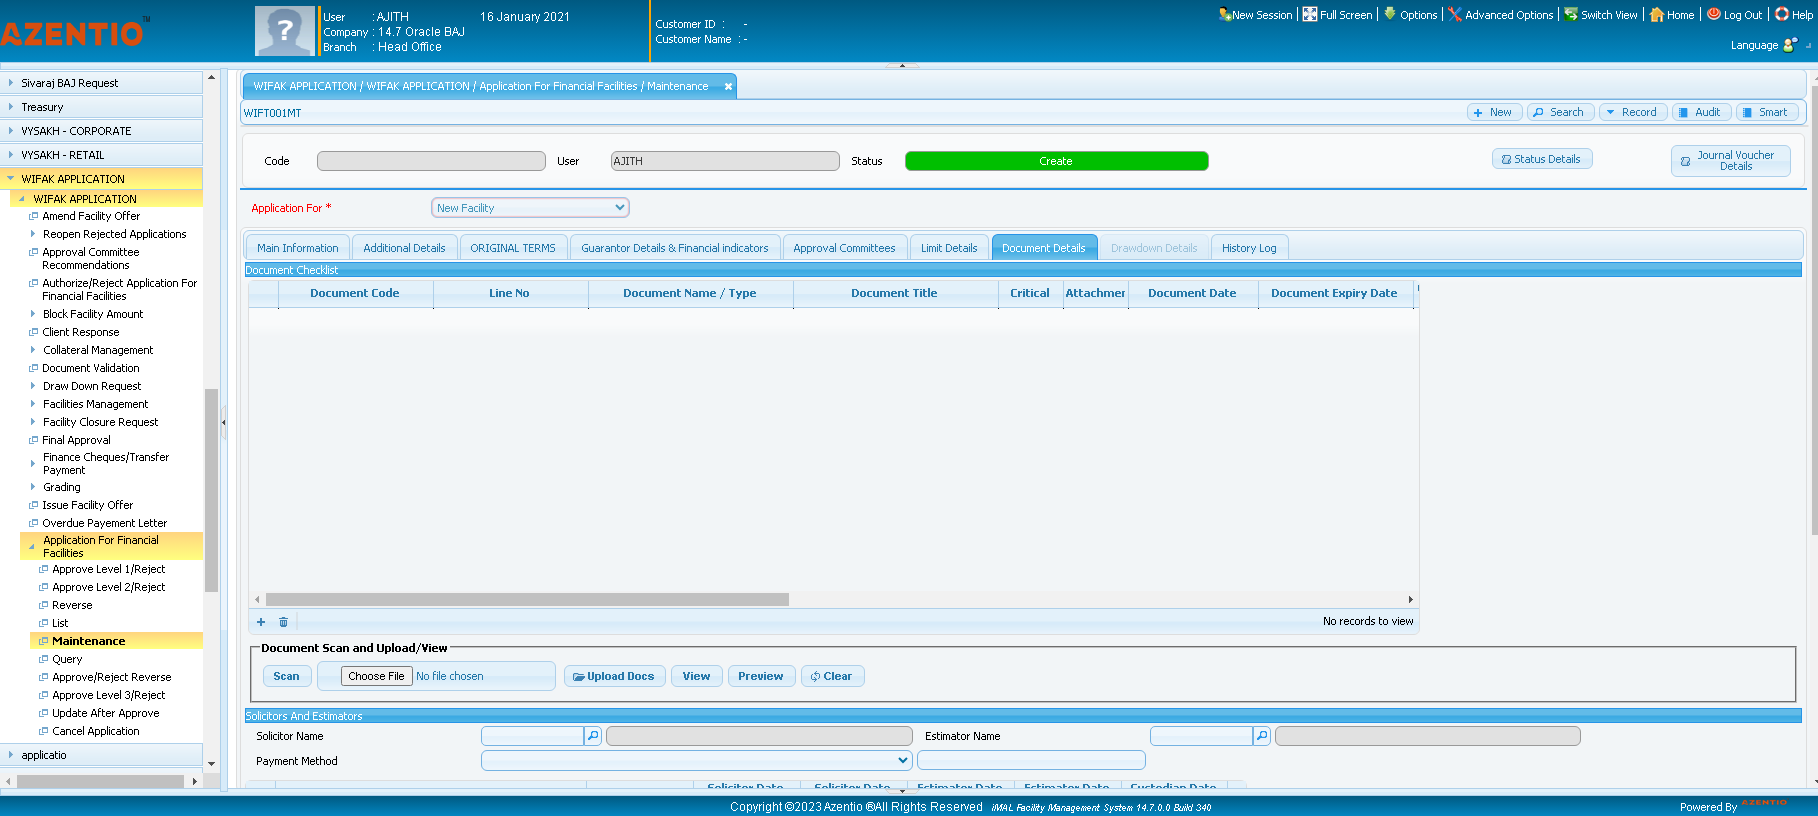 AZENTIO™
User : AJITH 16 January 2021
Company : 14.7 Oracle BAJ
Branch : Head Office
Customer ID : -
Customer Name : -
New Session Full Screen Options Advanced Options Switch View Home Log Out Help
Language
Sivaraj BAJ Request
Treasury
VYSAKH - CORPORATE
VYSAKH - RETAIL
WIFAK APPLICATION
WIFAK APPLICATION
Amend Facility Offer
Reopen Rejected Applications
Approval Committee
Recommendations
Authorize/Reject Application For
Financial Facilities
Block Facility Amount
Client Response
Collateral Management
Document Validation
Draw Down Request
Facilities Management
Facility Closure Request
Final Approval
Finance Cheques/Transfer
Payment
Grading
Issue Facility Offer
Overdue Payement Letter
Application For Financial
Facilities
Approve Level 1/Reject
Approve Level 2/Reject
Reverse
List
Maintenance
Query
Approve/Reject Reverse
Approve Level 3/Reject
Update After Approve
Cancel Application
applicatio
WIFAK APPLICATION / WIFAK APPLICATION / Application For Financial Facilities / Maintenance
WIFT001MT
New Search Record Audit Smart
Code User AJITH Status Create Status Details
Journal Voucher
Details
Application For * New Facility
Main Information Additional Details ORIGINAL TERMS Guarantor Details & Financial indicators Approval Committees Limit Details Document Details Drawdown Details History Log
Document Checklist
Document Code Line No Document Name / Type Document Title Critical Attachmer Document Date Document Expiry Date
No records to view
Document Scan and Upload/View
Scan Choose File No file chosen Upload Docs View Preview Clear
Solicitors And Estimators
Solicitor Name Estimator Name
Payment Method
Solicitor Date Solicitor Date Estimator Date Estimator Date Custodian Date
Copyright ©2023 Azentio ®All Rights Reserved iMAL Facility Management System 14.7.0.0 Build 340
Powered By AZENTIO